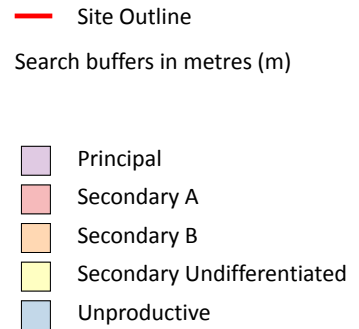 Site Outline
Search buffers in metres (m)
Principal
Secondary A
Secondary B
Secondary Undifferentiated
Unproductive